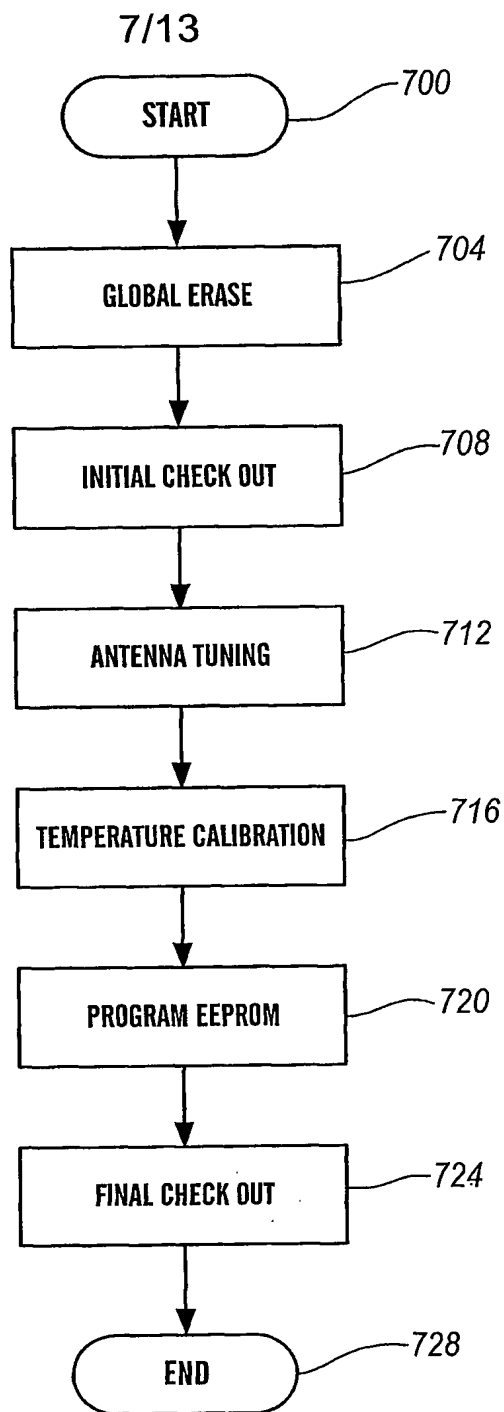 7/13
START
700
GLOBAL ERASE
704
INITIAL CHECK OUT
708
ANTENNA TUNING
712
TEMPERATURE CALIBRATION
716
PROGRAM EEPROM
720
FINAL CHECK OUT
724
END
728